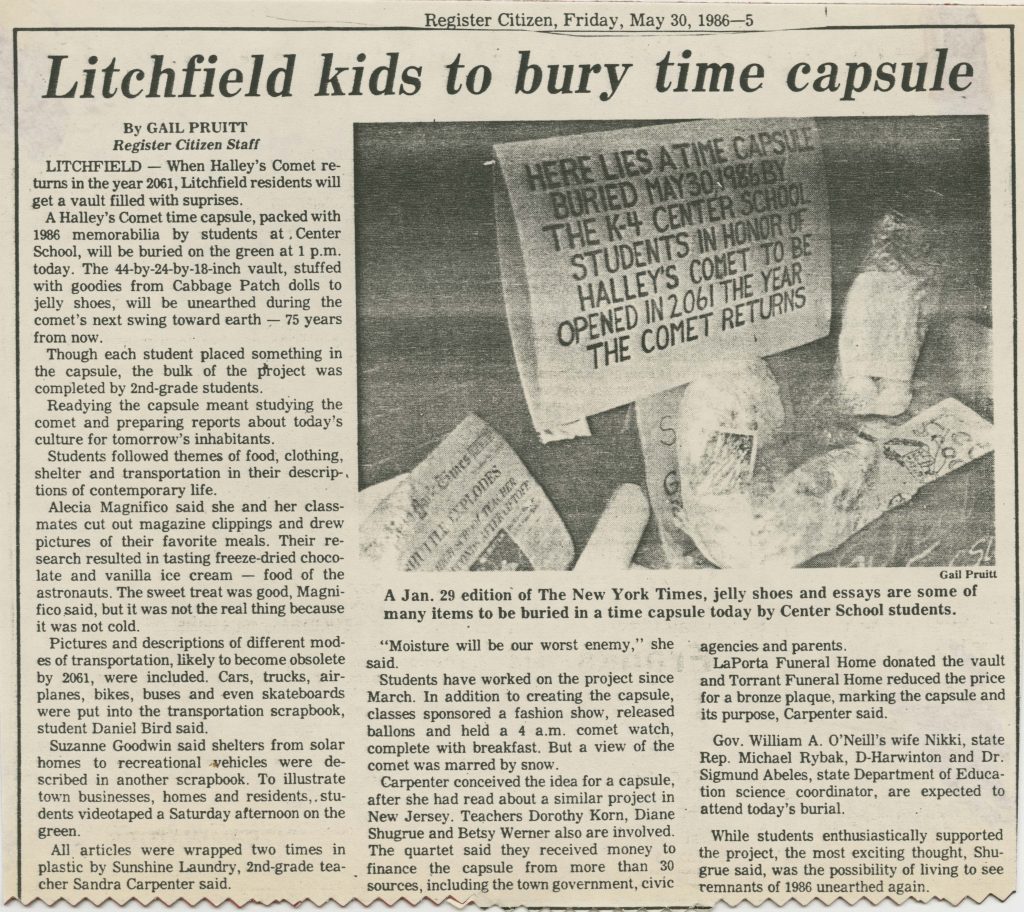 Register Citizen, Friday, May 30, 1986—5
Litchfield kids to bury time capsule
By GAIL PRUITT
Register Citizen Staff
LITCHFIELD — When Halley's Comet re-
turns in the year 2061, Litchfield residents will
get a vault filled with suprises.
A Halley's Comet time capsule, packed with
1986 memorabilia by students at Center
School, will be buried on the green at 1 p.m.
today. The 44-by-24-by-18-inch vault, stuffed
with goodies from Cabbage Patch dolls to
jelly shoes, will be unearthed during the
comet's next swing toward earth — 75 years
from now.
Though each student placed something in
the capsule, the bulk of the project was
completed by 2nd-grade students.
Readying the capsule meant studying the
comet and preparing reports about today's
culture for tomorrow's inhabitants.
Students followed themes of food, clothing,
shelter and transportation in their descrip-
tions of contemporary life.
Alecia Magnifico said she and her class-
mates cut out magazine clippings and drew
pictures of their favorite meals. Their re-
search resulted in tasting freeze-dried choco-
late and vanilla ice cream — food of the
astronauts. The sweet treat was good, Magni-
fico said, but it was not the real thing because
it was not cold.
Pictures and descriptions of different mod-
es of transportation, likely to become obsolete
by 2061, were included. Cars, trucks, air-
planes, bikes, buses and even skateboards
were put into the transportation scrapbook,
student Daniel Bird said.
Suzanne Goodwin said shelters from solar
homes to recreational vehicles were de-
scribed in another scrapbook. To illustrate
town businesses, homes and residents, stu-
dents videotaped a Saturday afternoon on the
green.
All articles were wrapped two times in
plastic by Sunshine Laundry, 2nd-grade tea-
cher Sandra Carpenter said.
HERE LIES A TIME CAPSULE
BURIED MAY 30, 1986 BY
THE K-4 CENTER SCHOOL
STUDENTS IN HONOR OF
HALLEY'S COMET TO BE
OPENED IN 2061 THE YEAR
THE COMET RETURNS
Times
SHUTTLE EXPLODES
Gail Pruitt
A Jan. 29 edition of The New York Times, jelly shoes and essays are some of
many items to be buried in a time capsule today by Center School students.
"Moisture will be our worst enemy," she
said.
Students have worked on the project since
March. In addition to creating the capsule,
classes sponsored a fashion show, released
ballons and held a 4 a.m. comet watch,
complete with breakfast. But a view of the
comet was marred by snow.
Carpenter conceived the idea for a capsule,
after she had read about a similar project in
New Jersey. Teachers Dorothy Korn, Diane
Shugrue and Betsy Werner also are involved.
The quartet said they received money to
finance the capsule from more than 30
sources, including the town government, civic
agencies and parents.
LaPorta Funeral Home donated the vault
and Torrant Funeral Home reduced the price
for a bronze plaque, marking the capsule and
its purpose, Carpenter said.
Gov. William A. O'Neill's wife Nikki, state
Rep. Michael Rybak, D-Harwinton and Dr.
Sigmund Abeles, state Department of Educa-
tion science coordinator, are expected to
attend today's burial.
While students enthusiastically supported
the project, the most exciting thought, Shu-
grue said, was the possibility of living to see
remnants of 1986 unearthed again.